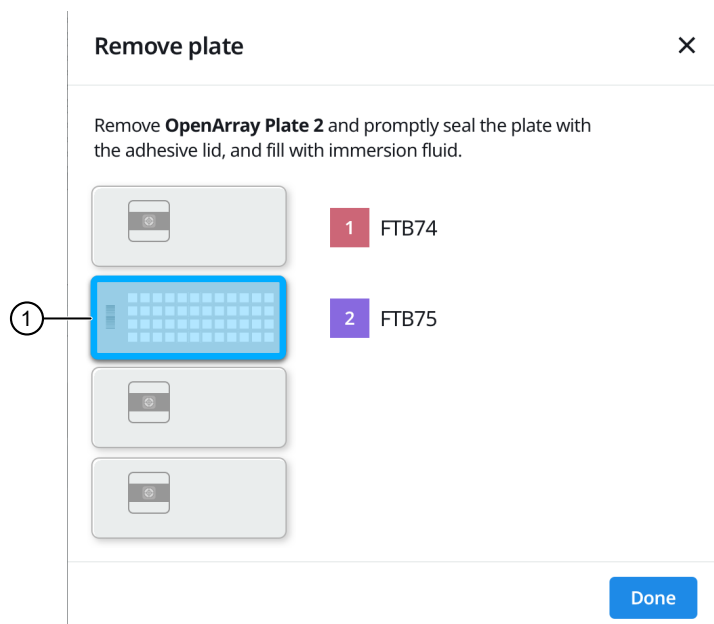 Remove plate
Remove OpenArray Plate 2 and promptly seal the plate with
the adhesive lid, and fill with immersion fluid.
1 FTB74
1
2 FTB75
Done